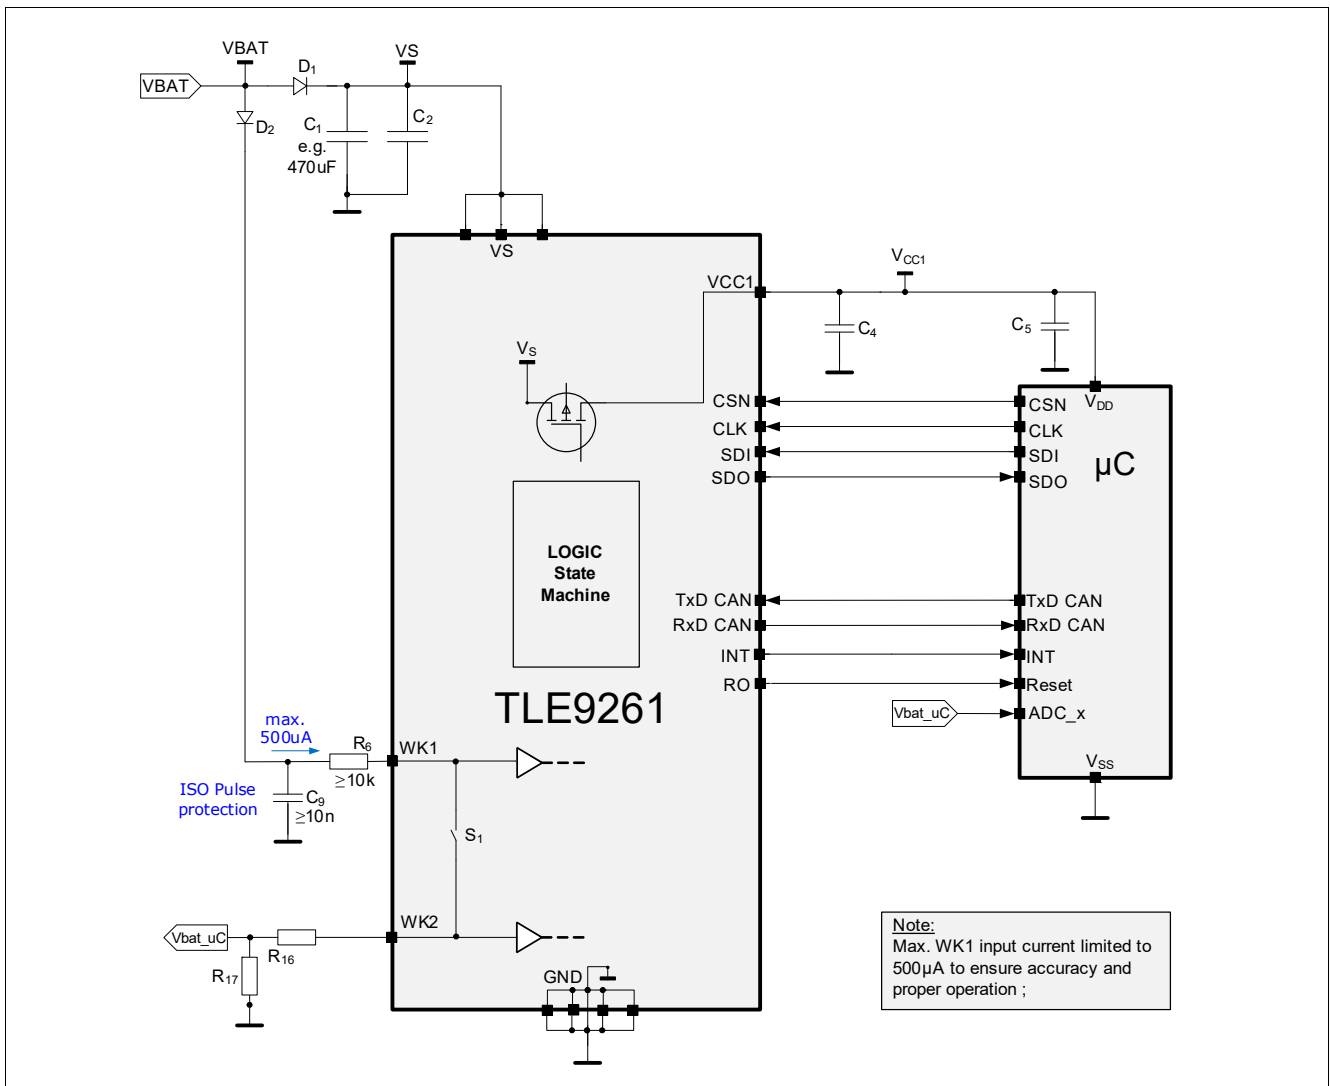 VBAT
VBAT
D1
VS
D2
C1
e.g.
470uF
C2
VS
VCC1
VCC1
C4
C5
VS
CSN
CLK
SDI
SDO
CSN
VDD
CLK
SDI
SDO
µC
LOGIC
State
Machine
TxD CAN
RxD CAN
INT
RO
TxD CAN
RxD CAN
INT
Reset
Vbat_uC
ADC_x
VSS
TLE9261
max.
500uA
R6
≥10k
WK1
ISO Pulse
protection
C9
≥10n
S1
WK2
Vbat_uC
R16
R17
GND
Note:
Max. WK1 input current limited to
500µA to ensure accuracy and
proper operation ;